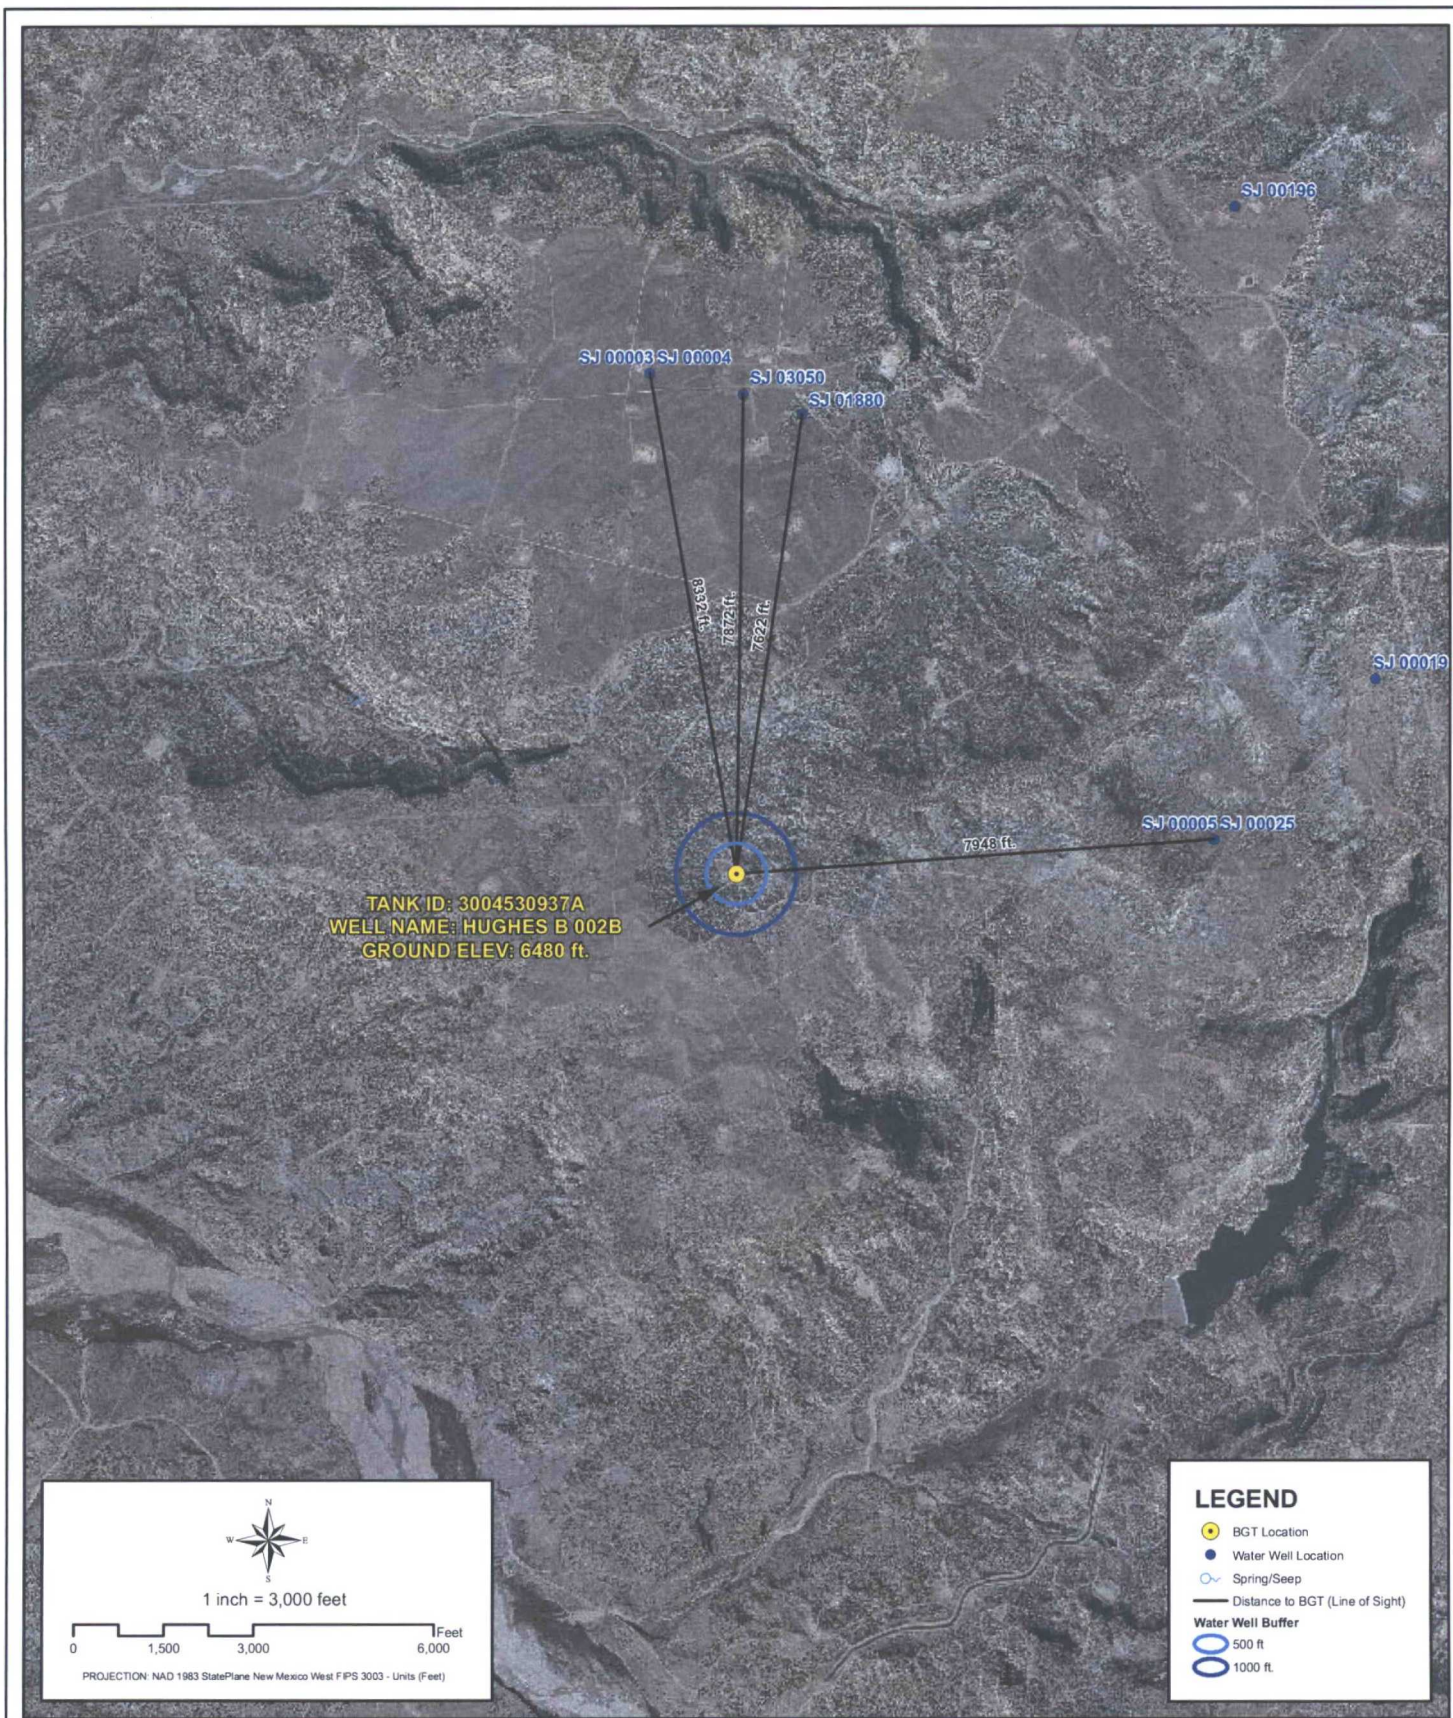 SJ 00196
SJ 00003 SJ 00004
SJ 03050
SJ 01880
8332 ft.
7872 ft.
7622 ft.
SJ 00019
SJ 00005 SJ 00025
7948 ft.
TANK ID: 3004530937A
WELL NAME: HUGHES B 002B
GROUND ELEV: 6480 ft.
N
W E
S
1 inch = 3,000 feet
Feet
0 1,500 3,000 6,000
PROJECTION: NAD 1983 StatePlane New Mexico West FIPS 3003 - Units (Feet)
LEGEND
BGT Location
Water Well Location
Spring/Seep
Distance to BGT (Line of Sight)
Water Well Buffer
500 ft
1000 ft.